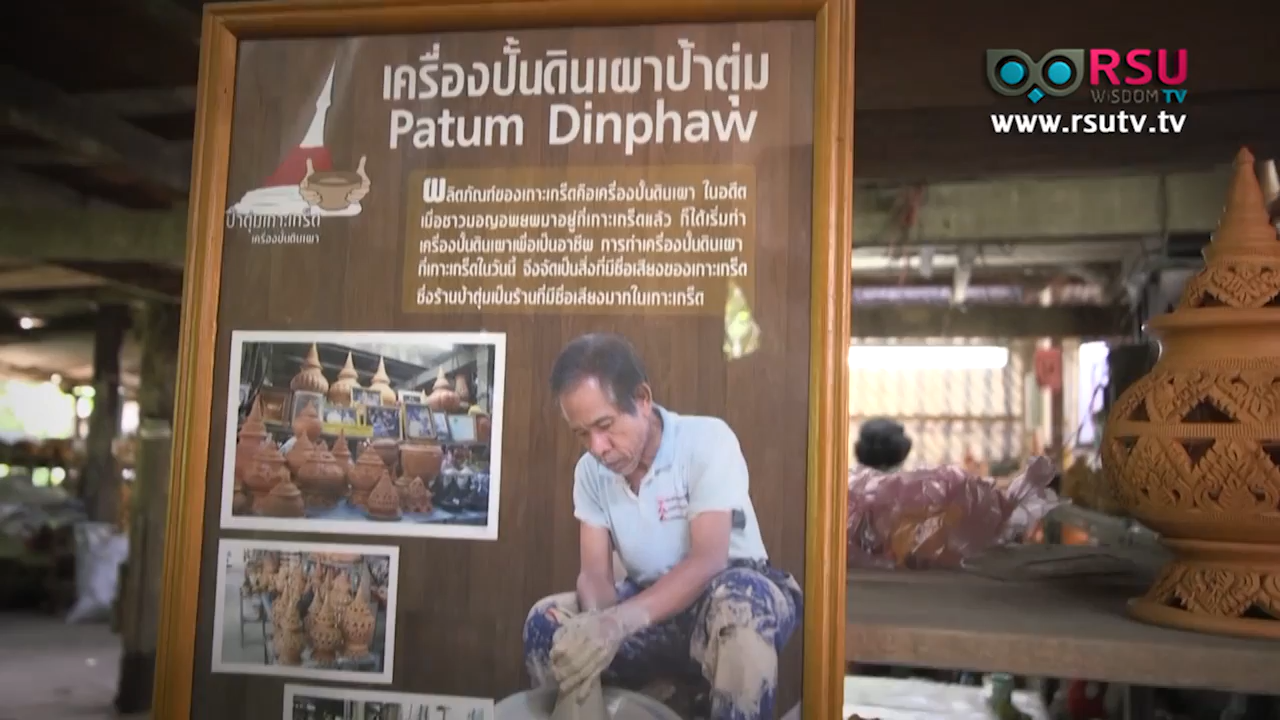 เครื่องปั้นดินเผาป้าตุ่ม
Patum Dinphaw
RSU
WISDOM TV
www.rsutv.tv
ป้าตุ่มเกาะเกร็ด
เครื่องปั้นดินเผา
ผลิตภัณฑ์ของเกาะเกร็ดคือเครื่องปั้นดินเผา ในอดีต
เมื่อชาวมอญอพยพมาอยู่ที่เกาะเกร็ดแล้ว ก็ได้เริ่มทำ
เครื่องปั้นดินเผาเพื่อเป็นอาชีพ การทำเครื่องปั้นดินเผา
ที่เกาะเกร็ดในวันนี้ จึงจัดเป็นสิ่งที่มีชื่อเสียงของเกาะเกร็ด
ซึ่งร้านป้าตุ่มเป็นร้านที่มีชื่อเสียงมากในเกาะเกร็ด